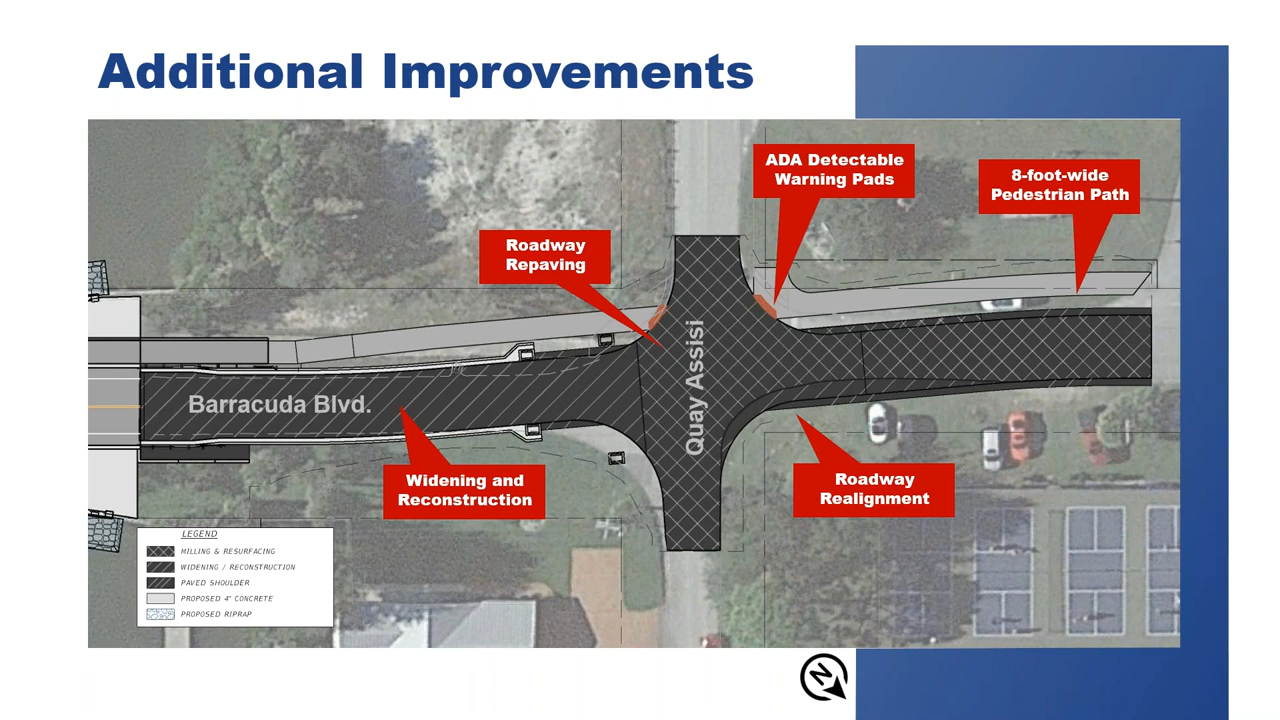 Additional Improvements
ADA Detectable
Warning Pads
8-foot-wide
Pedestrian Path
Roadway
Repaving
Quay Assisi
Barracuda Blvd.
Widening and
Reconstruction
Roadway
Realignment
LEGEND
MILLING & RESURFACING
WIDENING / RECONSTRUCTION
PAVED SHOULDER
PROPOSED 4" CONCRETE
PROPOSED RIPRAP
N